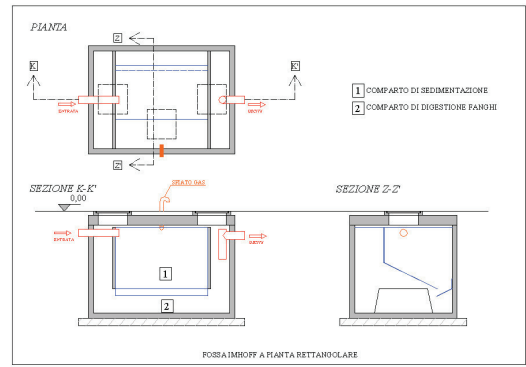 PIANTA
Z
K
K'
ENTRATA
USCITA
Z'
1 COMPARTO DI SEDIMENTAZIONE
2 COMPARTO DI DIGESTIONE FANGHI
SEZIONE K-K'
0,00
SFIATO GAS
SEZIONE Z-Z'
ENTRATA
USCITA
1
2
FOSSA IMHOFF A PIANTA RETTANGOLARE